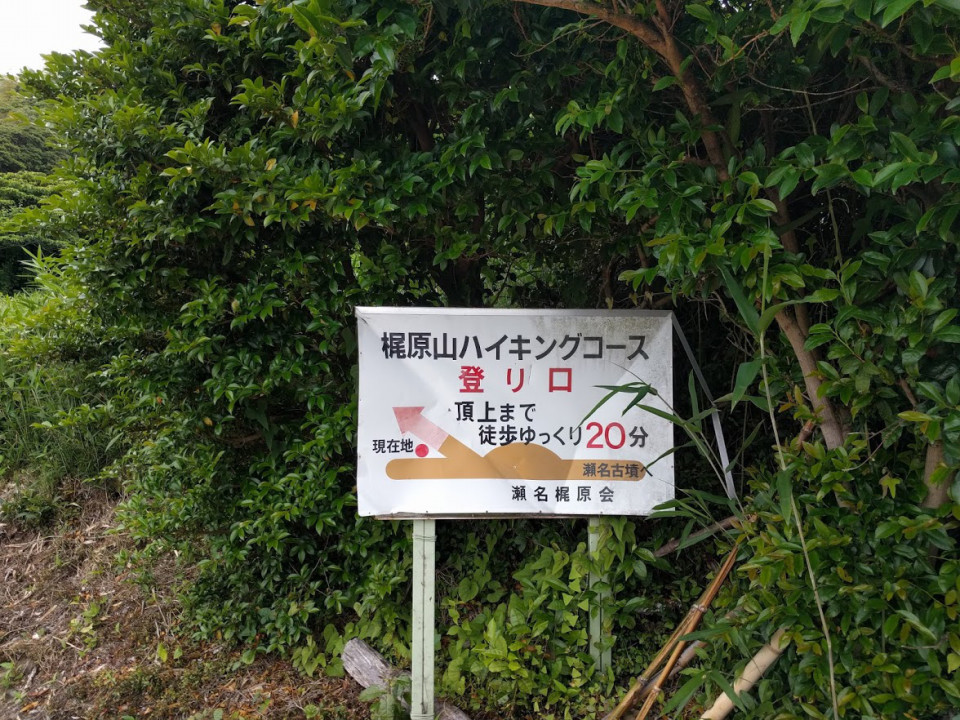 梶原山ハイキングコース
登り口
頂上まで
徒歩ゆっくり20分
現在地
瀬名古墳へ
瀬名梶原会